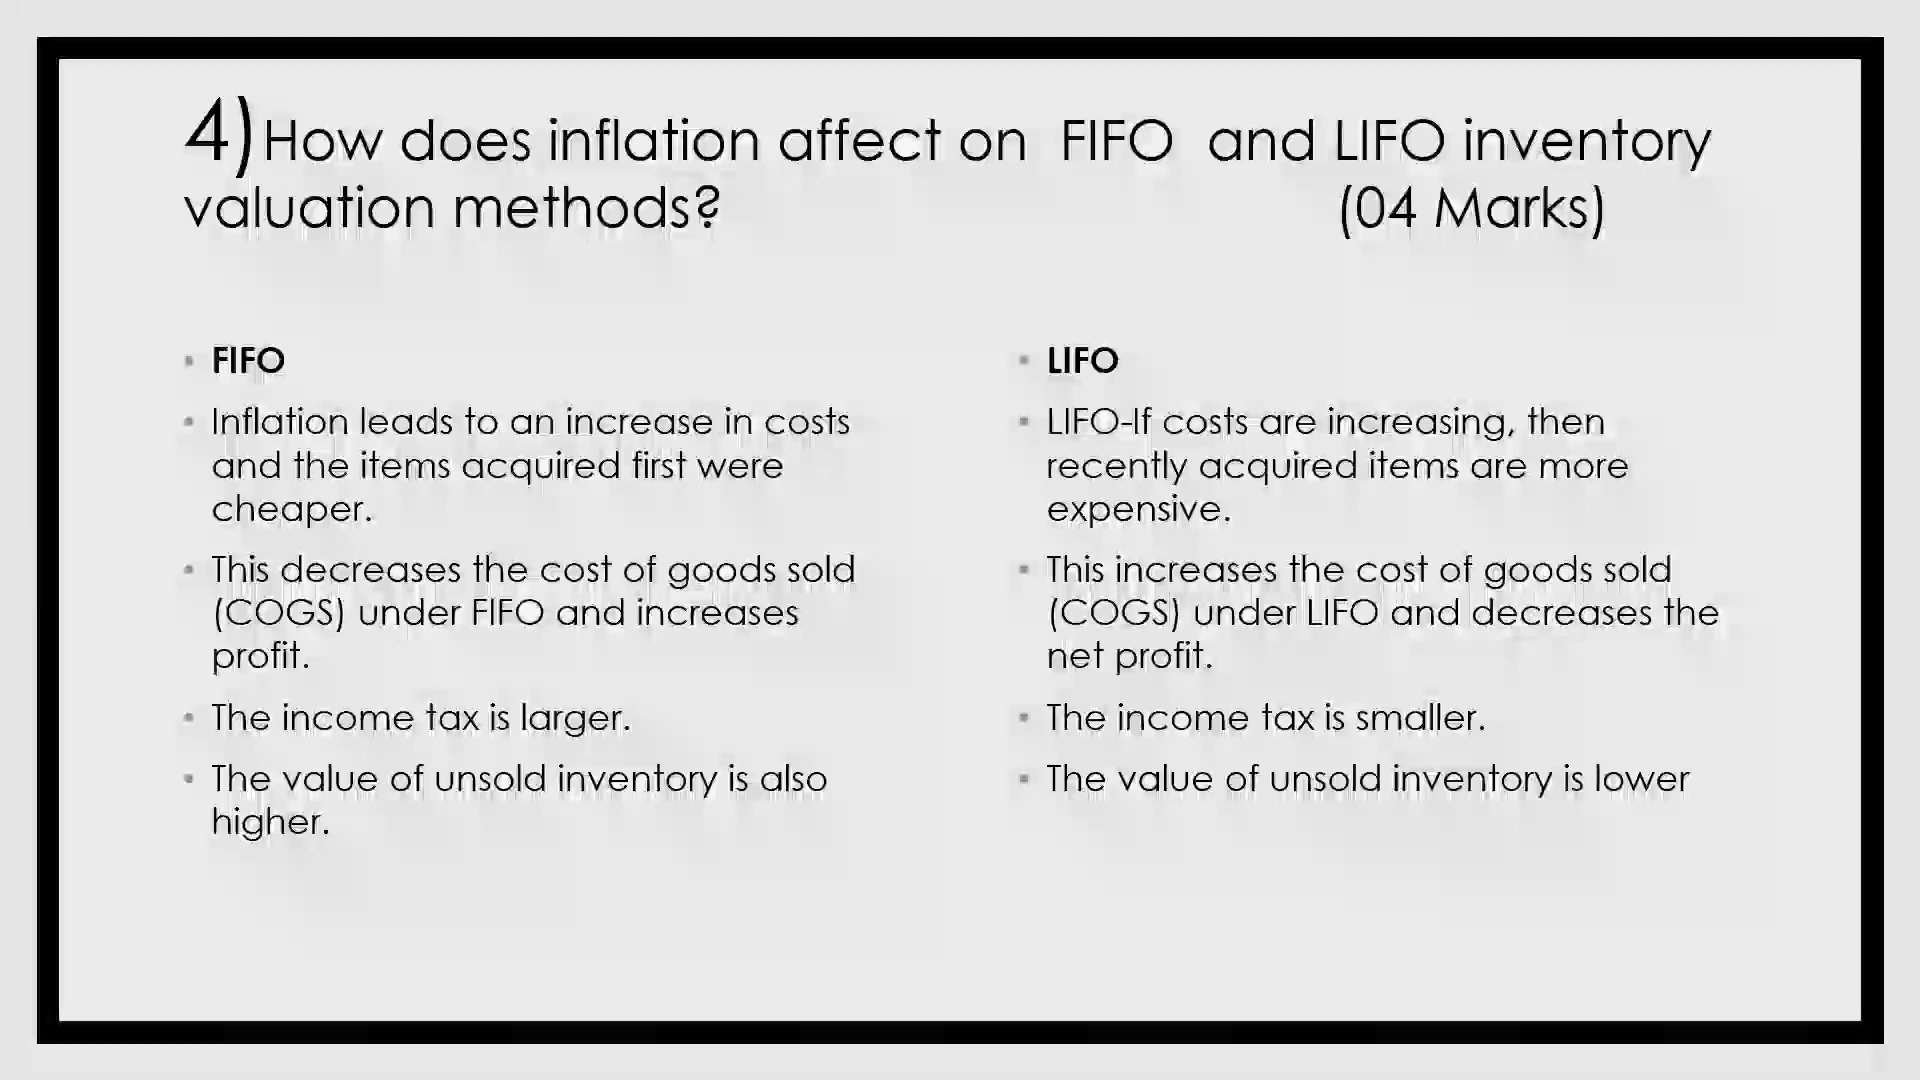 4)How does inflation affect on FIFO and LIFO inventory
valuation methods? (04 Marks)
▪ FIFO
▪ Inflation leads to an increase in costs
and the items acquired first were
cheaper.
▪ This decreases the cost of goods sold
(COGS) under FIFO and increases
profit.
▪ The income tax is larger.
▪ The value of unsold inventory is also
higher.
▪ LIFO
▪ LIFO-If costs are increasing, then
recently acquired items are more
expensive.
▪ This increases the cost of goods sold
(COGS) under LIFO and decreases the
net profit.
▪ The income tax is smaller.
▪ The value of unsold inventory is lower